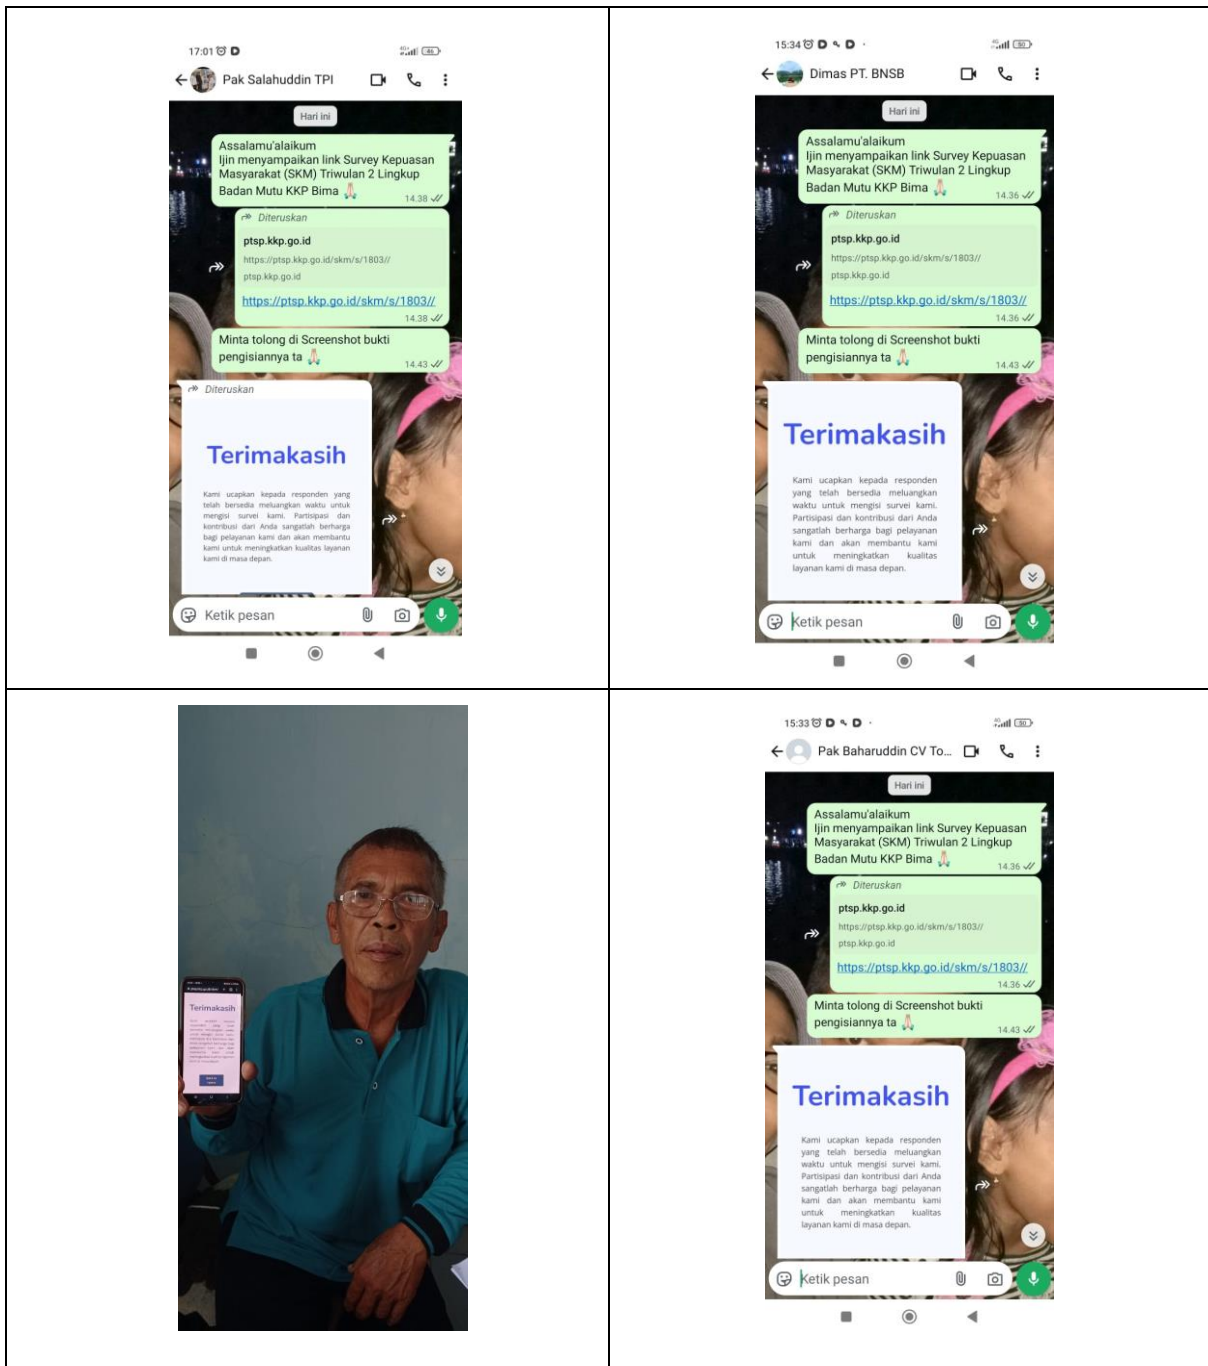 17:01
46
Pak Salahuddin TPI
Hari ini
Assalamu'alaikum
Ijin menyampaikan link Survey Kepuasan
Masyarakat (SKM) Triwulan 2 Lingkup
Badan Mutu KKP Bima 🙏
14.38
Diteruskan
ptsp.kkp.go.id
https://ptsp.kkp.go.id/skm/s/1803//
ptsp.kkp.go.id
https://ptsp.kkp.go.id/skm/s/1803//
14.38
Minta tolong di Screenshot bukti
pengisiannya ta 🙏
14.43
Diteruskan
Terimakasih
Kami ucapkan kepada responden yang
telah bersedia meluangkan waktu untuk
mengisi survei kami. Partisipasi dan
kontribusi dari Anda sangatlah berharga
bagi pelayanan kami dan akan membantu
kami untuk meningkatkan kualitas layanan
kami di masa depan.
Ketik pesan
15:34
4G
50
Dimas PT. BNSB
Hari ini
Assalamu'alaikum
Ijin menyampaikan link Survey Kepuasan
Masyarakat (SKM) Triwulan 2 Lingkup
Badan Mutu KKP Bima 🙏
14.36
Diteruskan
ptsp.kkp.go.id
https://ptsp.kkp.go.id/skm/s/1803//
ptsp.kkp.go.id
https://ptsp.kkp.go.id/skm/s/1803//
14.36
Minta tolong di Screenshot bukti
pengisiannya ta 🙏
14.43
Terimakasih
Kami ucapkan kepada responden
yang telah bersedia meluangkan
waktu untuk mengisi survei kami.
Partisipasi dan kontribusi dari Anda
sangatlah berharga bagi pelayanan
kami dan akan membantu kami
untuk meningkatkan kualitas
layanan kami di masa depan.
Ketik pesan
Terimakasih
15:33
4G
50
Pak Baharuddin CV To...
Hari ini
Assalamu'alaikum
Ijin menyampaikan link Survey Kepuasan
Masyarakat (SKM) Triwulan 2 Lingkup
Badan Mutu KKP Bima 🙏
14.36
Diteruskan
ptsp.kkp.go.id
https://ptsp.kkp.go.id/skm/s/1803//
ptsp.kkp.go.id
https://ptsp.kkp.go.id/skm/s/1803//
14.36
Minta tolong di Screenshot bukti
pengisiannya ta 🙏
14.43
Terimakasih
Kami ucapkan kepada responden
yang telah bersedia meluangkan
waktu untuk mengisi survei kami.
Partisipasi dan kontribusi dari Anda
sangatlah berharga bagi pelayanan
kami dan akan membantu kami
untuk meningkatkan kualitas
layanan kami di masa depan.
Ketik pesan